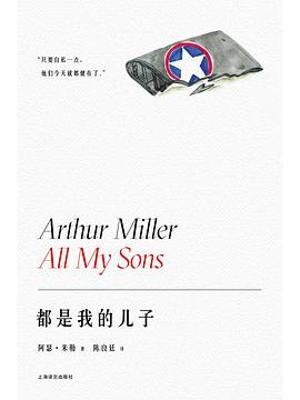 “只要自私一点，
他们今天就都健在了。”
Arthur Miller
All My Sons
都是我的儿子
阿瑟·米勒 著 陈良廷 译
上海译文出版社